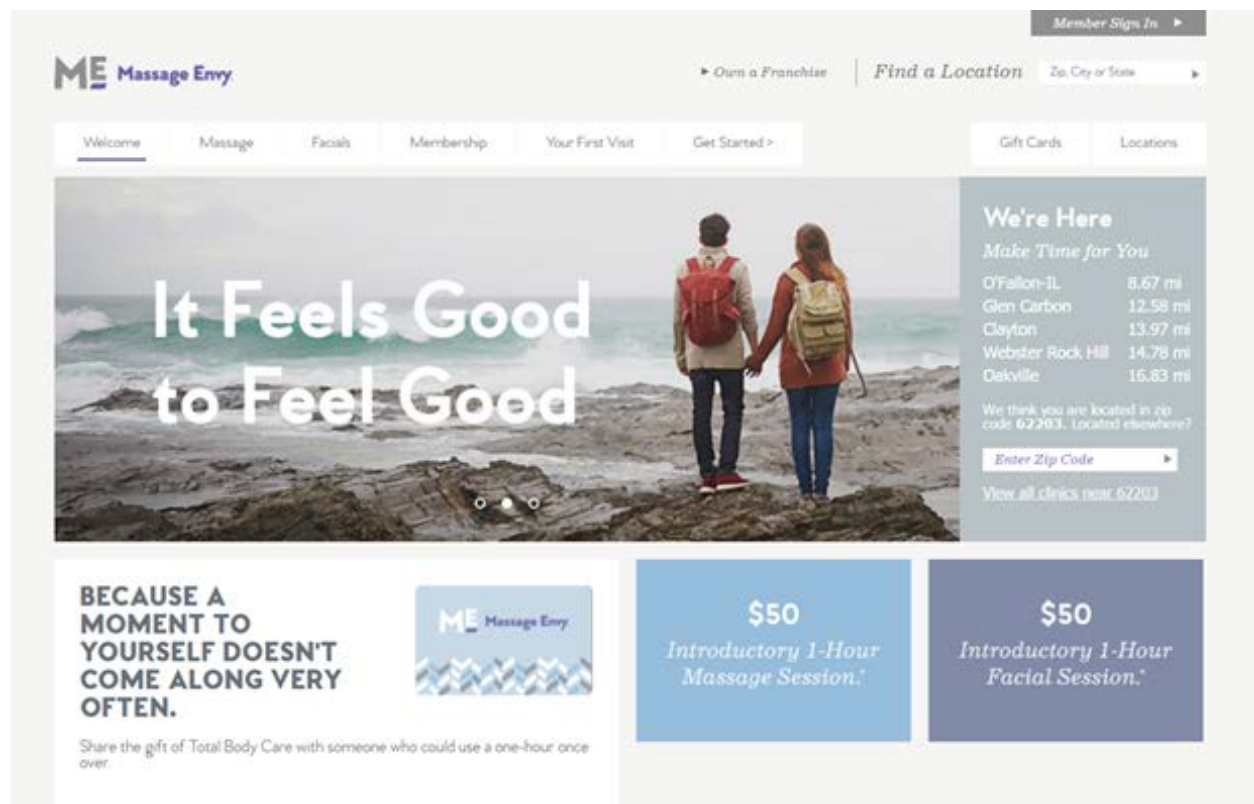 Member Sign In ▶
ME Massage Envy
▶ Own a Franchise
Find a Location
Zip, City or State
Welcome
Massage
Facials
Membership
Your First Visit
Get Started >
Gift Cards
Locations
It Feels Good
to Feel Good
We're Here
Make Time for You
O'Fallon-IL 8.67 mi
Glen Carbon 12.58 mi
Clayton 13.97 mi
Webster Rock Hill 14.78 mi
Oakville 16.83 mi
We think you are located in zip
code 62203. Located elsewhere?
Enter Zip Code
View all clinics near 62203
BECAUSE A
MOMENT TO
YOURSELF DOESN'T
COME ALONG VERY
OFTEN.
ME Massage Envy
Share the gift of Total Body Care with someone who could use a one-hour once
over.
$50
Introductory 1-Hour
Massage Session.*
$50
Introductory 1-Hour
Facial Session.*